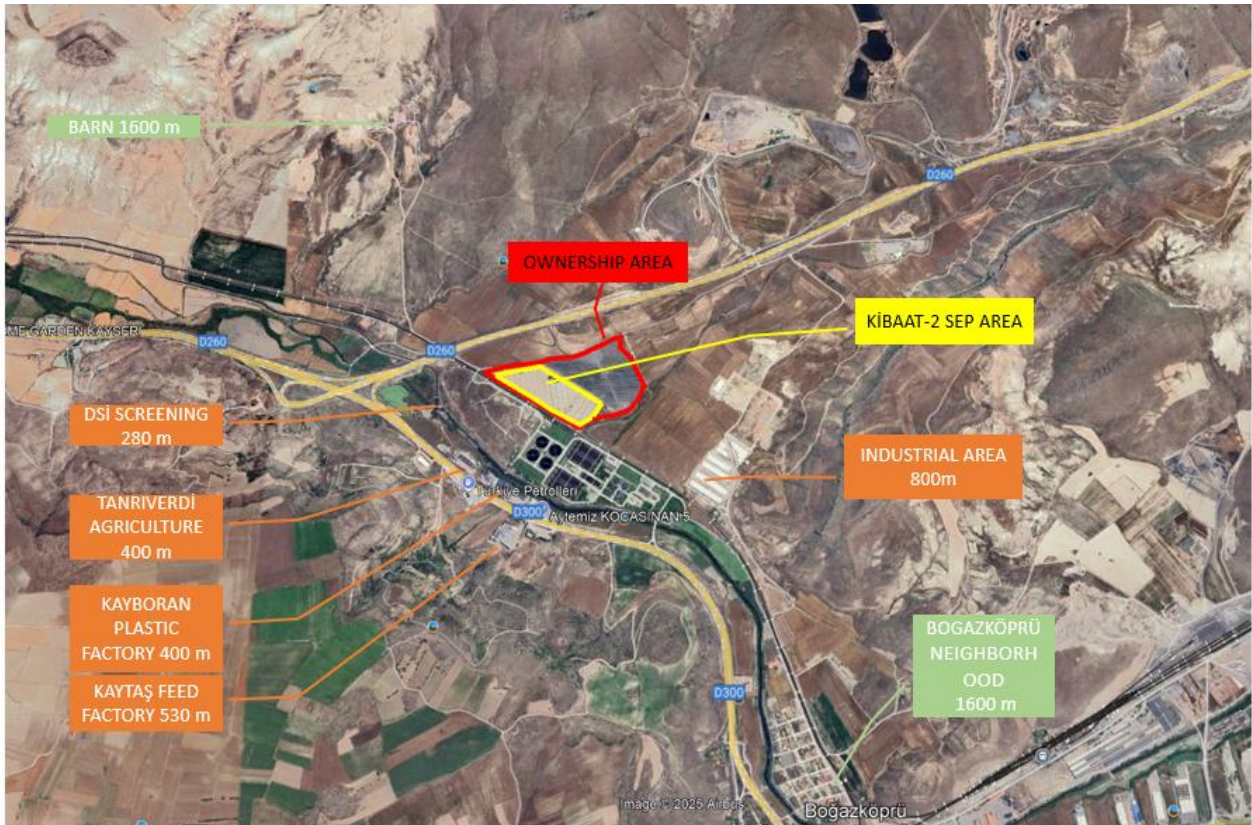 BARN 1600 m
D260
OWNERSHIP AREA
KİBAAT-2 SEP AREA
ME GARDEN KAYSER
D260
D260
DSİ SCREENING
280 m
INDUSTRIAL AREA
800m
TANRIVERDİ
AGRICULTURE
400 m
Türkiye Petrolleri
D300
Aytemiz KOCASİNAN 5
KAYBORAN
PLASTIC
FACTORY 400 m
KAYTAŞ FEED
FACTORY 530 m
BOGAZKÖPRÜ
NEIGHBORH
OOD
1600 m
D300
Image © 2025 Airbus
Boğazköprü